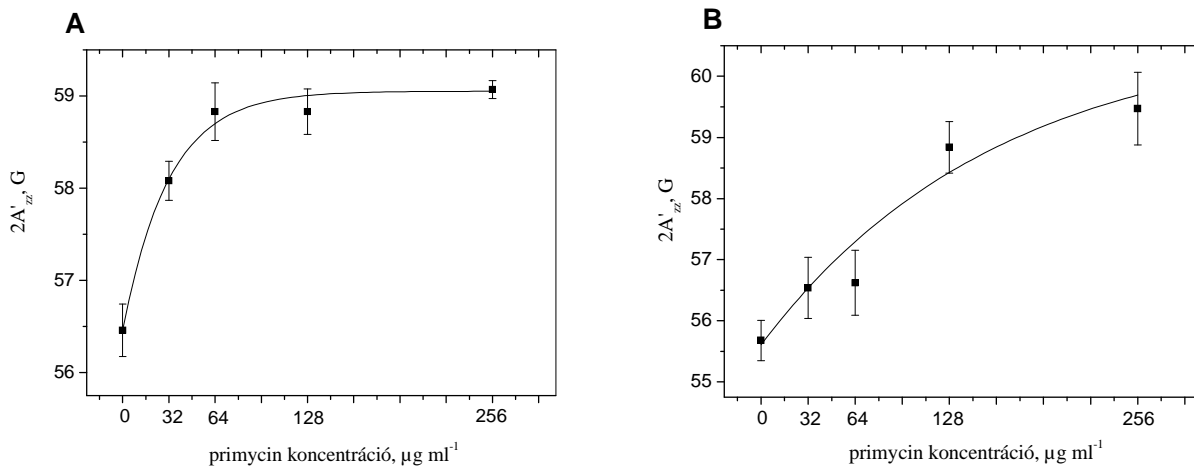 A
59
58
57
56
2A'zz, G
0 32 64 128 256
primycin koncentráció, µg ml-1
B
60
59
58
57
56
55
2A'zz, G
0 32 64 128 256
primycin koncentráció, µg ml-1